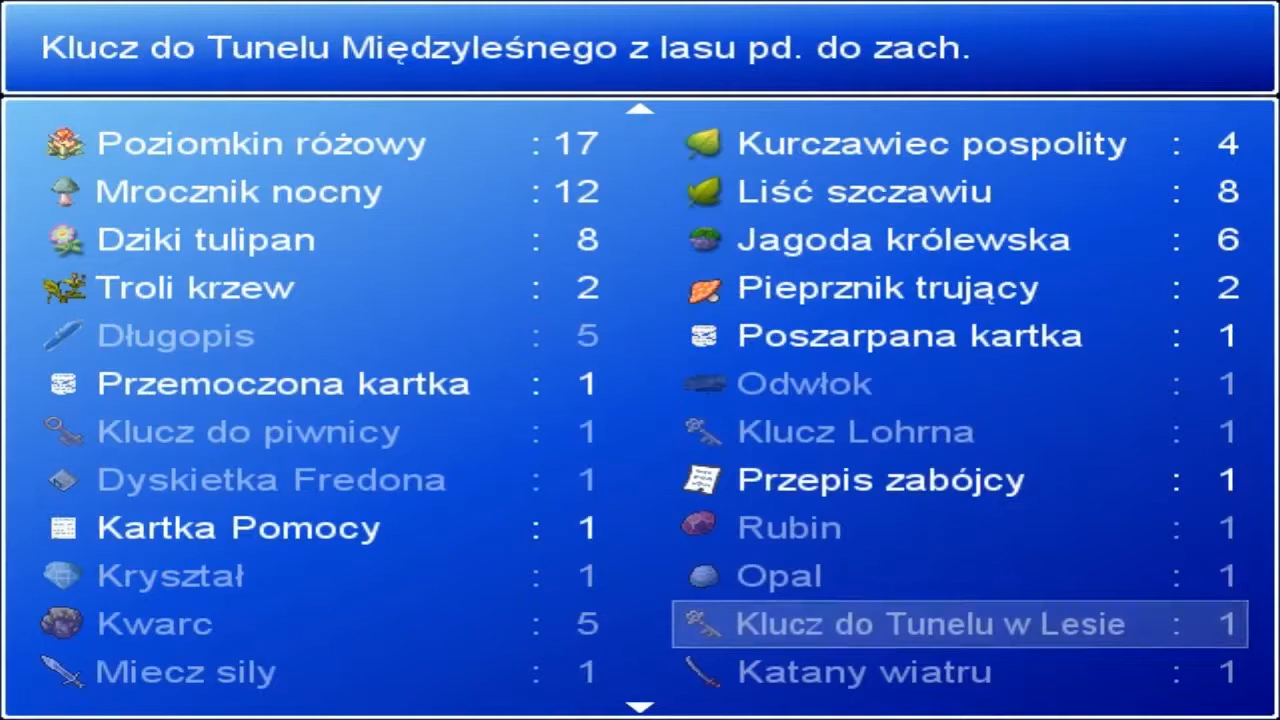 Klucz do Tunelu Międzyleśnego z lasu pd. do zach.
Poziomkin różowy : 17 Kurczawiec pospolity : 4
Mrocznik nocny : 12 Liść szczawiu : 8
Dziki tulipan : 8 Jagoda królewska : 6
Troli krzew : 2 Pieprznik trujący : 2
Długopis : 5 Poszarpana kartka : 1
Przemoczona kartka : 1 Odwłok : 1
Klucz do piwnicy : 1 Klucz Lohrna : 1
Dyskietka Fredona : 1 Przepis zabójcy : 1
Kartka Pomocy : 1 Rubin : 1
Kryształ : 1 Opal : 1
Kwarc : 5 Klucz do Tunelu w Lesie : 1
Miecz sily : 1 Katany wiatru : 1